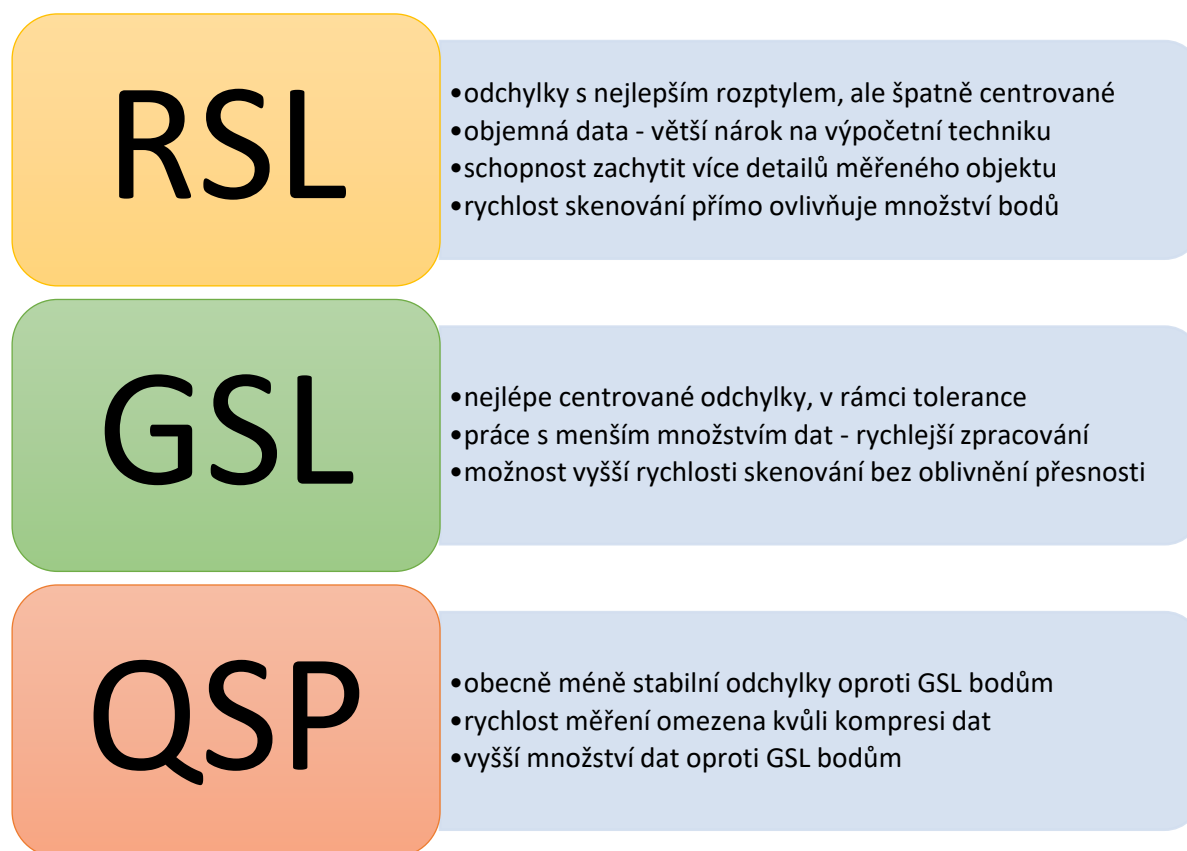 RSL
•odchylky s nejlepším rozptylem, ale špatně centrované
•objemná data - větší nárok na výpočetní techniku
•schopnost zachytit více detailů měřeného objektu
•rychlost skenování přímo ovlivňuje množství bodů
GSL
•nejlépe centrované odchylky, v rámci tolerance
•práce s menším množstvím dat - rychlejší zpracování
•možnost vyšší rychlosti skenování bez oblivnění přesnosti
QSP
•obecně méně stabilní odchylky oproti GSL bodům
•rychlost měření omezena kvůli kompresi dat
•vyšší množství dat oproti GSL bodům